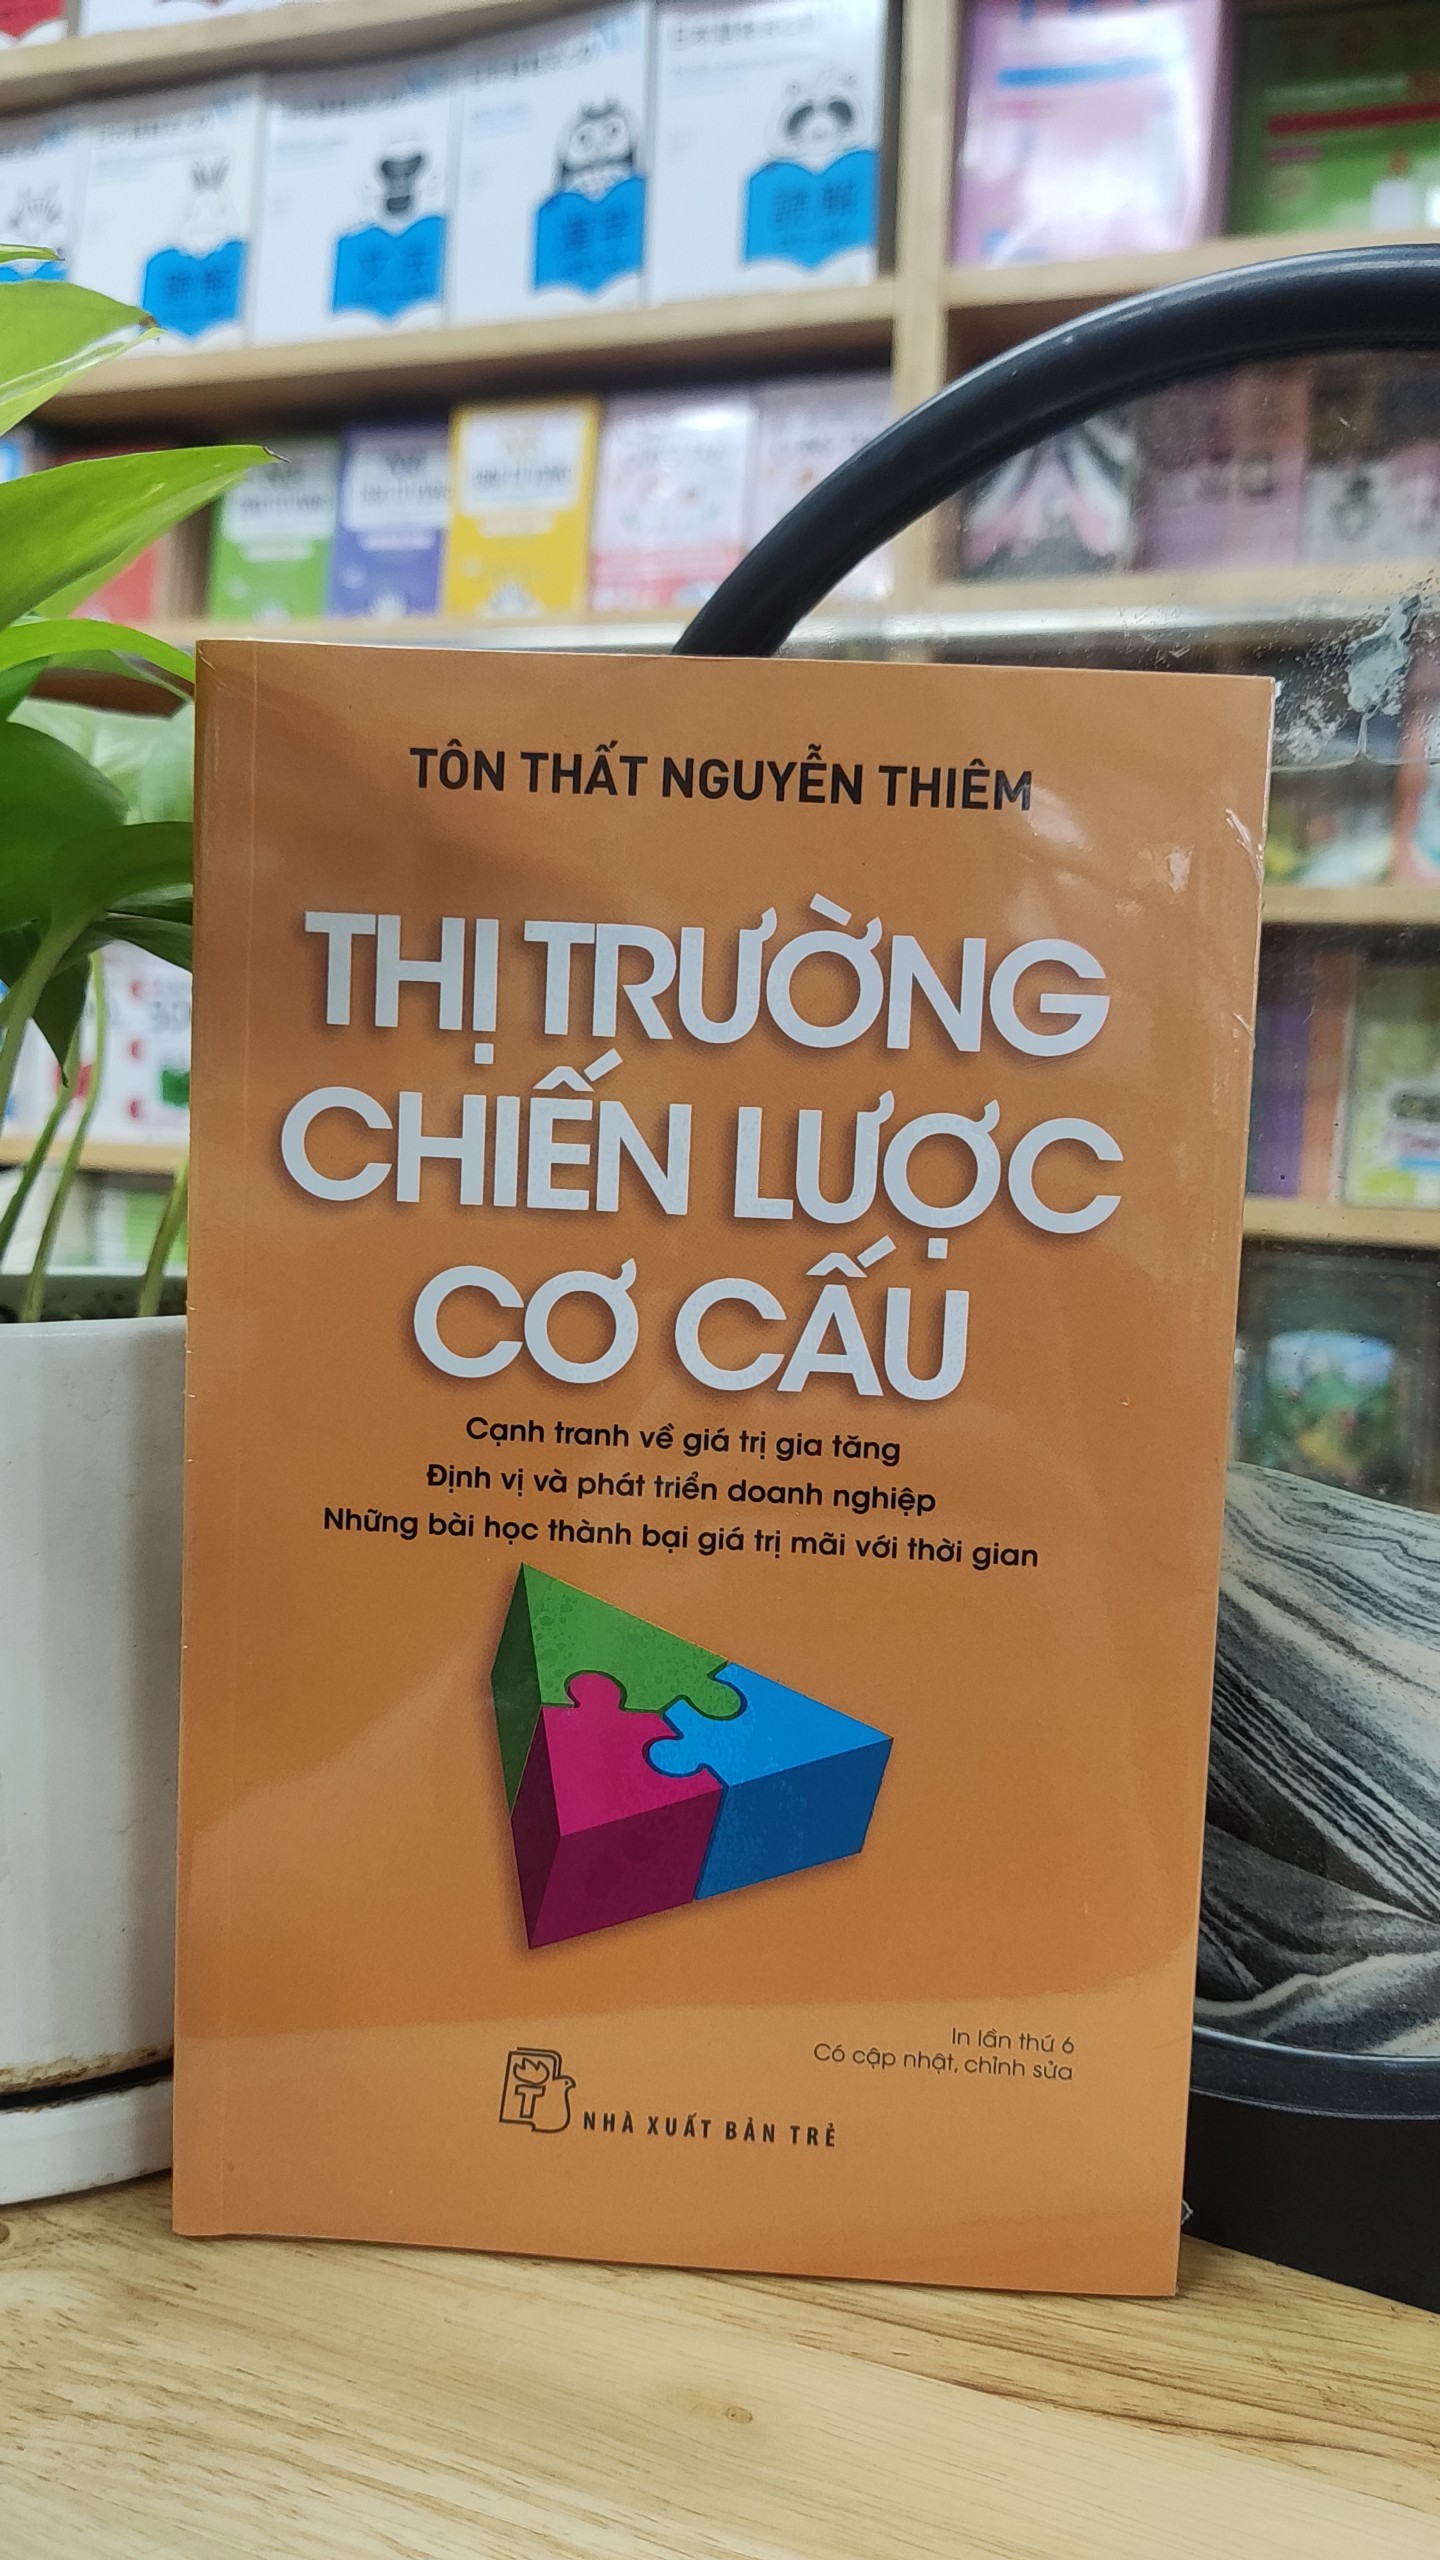 TÔN THẤT NGUYỄN THIÊM
THỊ TRƯỜNG
CHIẾN LƯỢC
CƠ CẤU
Cạnh tranh về giá trị gia tăng
Định vị và phát triển doanh nghiệp
Những bài học thành bại giá trị mãi với thời gian
In lần thứ 6
Có cập nhật, chỉnh sửa
T
NHÀ XUẤT BẢN TRẺ